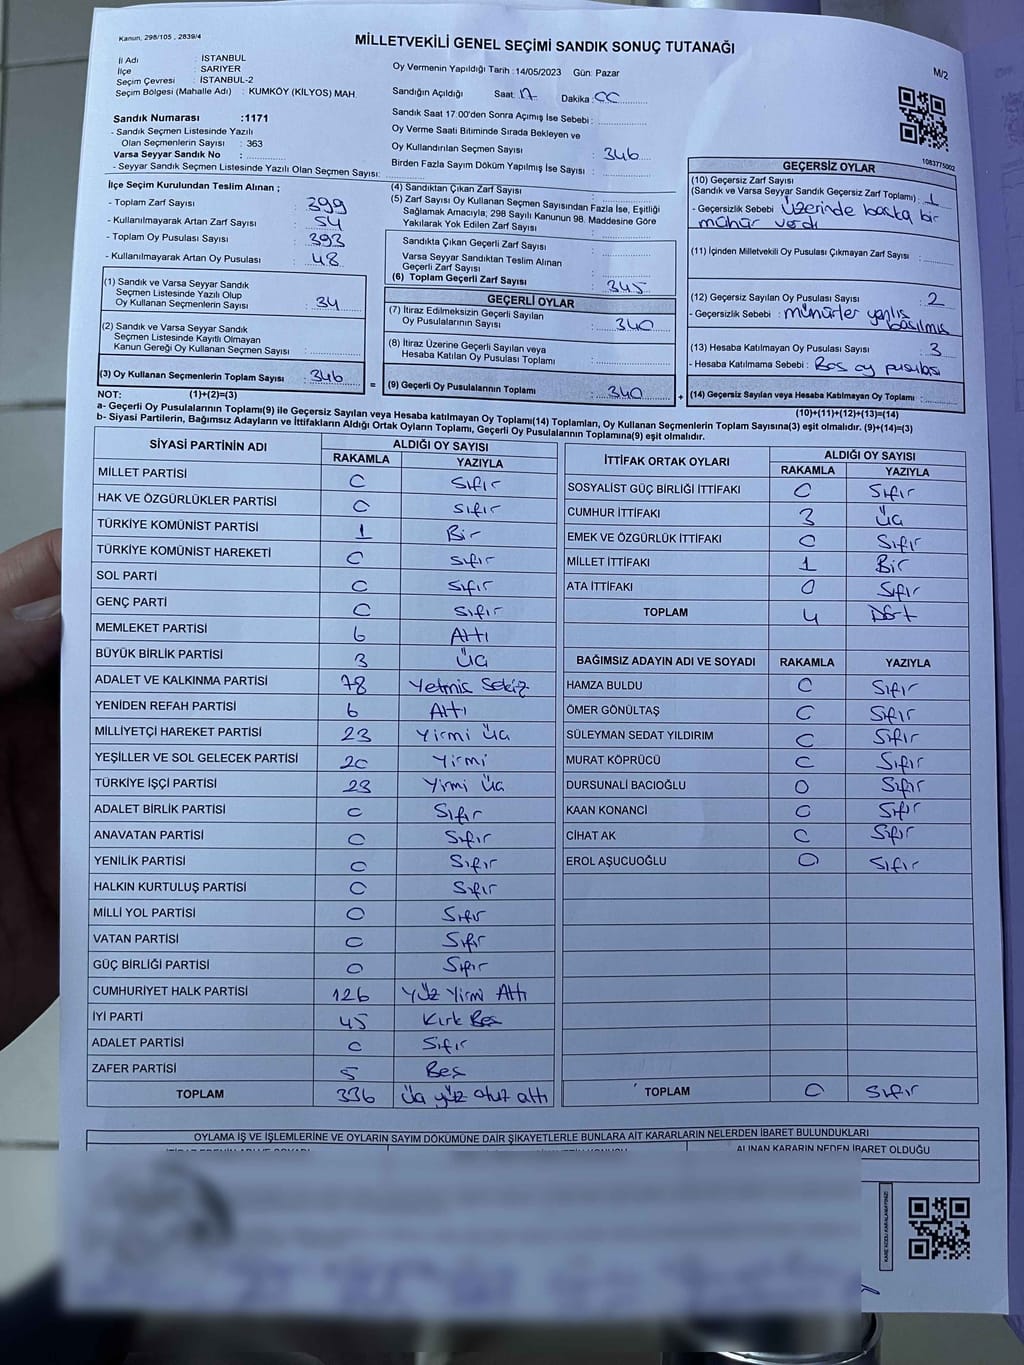 Kanun, 298/105 , 2839/4
MİLLETVEKİLİ GENEL SEÇİMİ SANDIK SONUÇ TUTANAĞI
M/2
İl Adı : İSTANBUL
İlçe : SARIYER
Seçim Çevresi : İSTANBUL-2
Seçim Bölgesi (Mahalle Adı) : KUMKÖY (KİLYOS) MAH.
Oy Vermenin Yapıldığı Tarih : 14/05/2023 Gün: Pazar
Sandığın Açıldığı Saat: 17 Dakika : 00
Sandık Saat 17:00'den Sonra Açımış İse Sebebi :
Oy Verme Saati Bitiminde Sırada Bekleyen ve
Oy Kullandırılan Seçmen Sayısı : 346
Birden Fazla Sayım Döküm Yapılmış İse Sayısı :
Sandık Numarası :1171
- Sandık Seçmen Listesinde Yazılı
Olan Seçmenlerin Sayısı : 363
Varsa Seyyar Sandık No :
- Seyyar Sandık Seçmen Listesinde Yazılı Olan Seçmen Sayısı:
1083775002
İlçe Seçim Kurulundan Teslim Alınan ;
- Toplam Zarf Sayısı : 399
- Kullanılmayarak Artan Zarf Sayısı : 54
- Toplam Oy Pusulası Sayısı : 393
- Kullanılmayarak Artan Oy Pusulası : 48
(1) Sandık ve Varsa Seyyar Sandık
Seçmen Listesinde Yazılı Olup
Oy Kullanan Seçmenlerin Sayısı : 34
(2) Sandık ve Varsa Seyyar Sandık
Seçmen Listesinde Kayıtlı Olmayan
Kanun Gereği Oy Kullanan Seçmen Sayısı :
(3) Oy Kullanan Seçmenlerin Toplam Sayısı : 346
(4) Sandıktan Çıkan Zarf Sayısı :
(5) Zarf Sayısı Oy Kullanan Seçmen Sayısından Fazla İse, Eşitliği
Sağlamak Amacıyla; 298 Sayılı Kanunun 98. Maddesine Göre
Yakılarak Yok Edilen Zarf Sayısı :
Sandıkta Çıkan Geçerli Zarf Sayısı :
Varsa Seyyar Sandıktan Teslim Alınan
Geçerli Zarf Sayısı :
(6) Toplam Geçerli Zarf Sayısı : 345
GEÇERLİ OYLAR
(7) İtiraz Edilmeksizin Geçerli Sayılan
Oy Pusulalarının Sayısı : 340
(8) İtiraz Üzerine Geçerli Sayılan veya
Hesaba Katılan Oy Pusulası Toplamı :
= (9) Geçerli Oy Pusulalarının Toplamı : 340 +
GEÇERSİZ OYLAR
(10) Geçersiz Zarf Sayısı
(Sandık ve Varsa Seyyar Sandık Geçersiz Zarf Toplamı) : 1
- Geçersizlik Sebebi : Üzerinde başka bir
mühür vardı
(11) İçinden Milletvekili Oy Pusulası Çıkmayan Zarf Sayısı :
(12) Geçersiz Sayılan Oy Pusulası Sayısı : 2
- Geçersizlik Sebebi : mühürler yanlış
basılmış
(13) Hesaba Katılmayan Oy Pusulası Sayısı : 3
- Hesaba Katılmama Sebebi : Boş oy pusulası
(14) Geçersiz Sayılan veya Hesaba Katılmayan Oy Toplamı :
NOT: (1)+(2)=(3)
(10)+(11)+(12)+(13)=(14)
a- Geçerli Oy Pusulalarının Toplamı(9) ile Geçersiz Sayılan veya Hesaba katılmayan Oy Toplamı(14) Toplamları, Oy Kullanan Seçmenlerin Toplam Sayısına(3) eşit olmalıdır. (9)+(14)=(3)
b- Siyasi Partilerin, Bağımsız Adayların ve İttifakların Aldığı Ortak Oyların Toplamı, Geçerli Oy Pusulalarının Toplamına(9) eşit olmalıdır.
SİYASİ PARTİNİN ADI ALDIĞI OY SAYISI
RAKAMLA YAZIYLA
MİLLET PARTİSİ 0 Sıfır
HAK VE ÖZGÜRLÜKLER PARTİSİ 0 Sıfır
TÜRKİYE KOMÜNİST PARTİSİ 1 Bir
TÜRKİYE KOMÜNİST HAREKETİ 0 Sıfır
SOL PARTİ 0 Sıfır
GENÇ PARTİ 0 Sıfır
MEMLEKET PARTİSİ 6 Altı
BÜYÜK BİRLİK PARTİSİ 3 Üç
ADALET VE KALKINMA PARTİSİ 78 Yetmiş Sekiz
YENİDEN REFAH PARTİSİ 6 Altı
MİLLİYETÇİ HAREKET PARTİSİ 23 Yirmi Üç
YEŞİLLER VE SOL GELECEK PARTİSİ 20 Yirmi
TÜRKİYE İŞÇİ PARTİSİ 23 Yirmi Üç
ADALET BİRLİK PARTİSİ 0 Sıfır
ANAVATAN PARTİSİ 0 Sıfır
YENİLİK PARTİSİ 0 Sıfır
HALKIN KURTULUŞ PARTİSİ 0 Sıfır
MİLLİ YOL PARTİSİ 0 Sıfır
VATAN PARTİSİ 0 Sıfır
GÜÇ BİRLİĞİ PARTİSİ 0 Sıfır
CUMHURİYET HALK PARTİSİ 126 Yüz Yirmi Altı
İYİ PARTİ 45 Kırk Beş
ADALET PARTİSİ 0 Sıfır
ZAFER PARTİSİ 5 Beş
TOPLAM 336 Üç yüz otuz altı
İTTİFAK ORTAK OYLARI ALDIĞI OY SAYISI
RAKAMLA YAZIYLA
SOSYALİST GÜÇ BİRLİĞİ İTTİFAKI 0 Sıfır
CUMHUR İTTİFAKI 3 Üç
EMEK VE ÖZGÜRLÜK İTTİFAKI 0 Sıfır
MİLLET İTTİFAKI 1 Bir
ATA İTTİFAKI 0 Sıfır
TOPLAM 4 Dört
BAĞIMSIZ ADAYIN ADI VE SOYADI RAKAMLA YAZIYLA
HAMZA BULDU 0 Sıfır
ÖMER GÖNÜLTAŞ 0 Sıfır
SÜLEYMAN SEDAT YILDIRIM 0 Sıfır
MURAT KÖPRÜCÜ 0 Sıfır
DURSUNALİ BACIOĞLU 0 Sıfır
KAAN KONANCİ 0 Sıfır
CİHAT AK 0 Sıfır
EROL AŞUCUOĞLU 0 Sıfır
TOPLAM 0 Sıfır
OYLAMA İŞ VE İŞLEMLERİNE VE OYLARIN SAYIM DÖKÜMÜNE DAİR ŞİKAYETLERLE BUNLARA AİT KARARLARIN NELERDEN İBARET BULUNDUKLARI
ALINAN KARARIN NEDEN İBARET OLDUĞU
KARE KODU KARALAMAYINIZ!